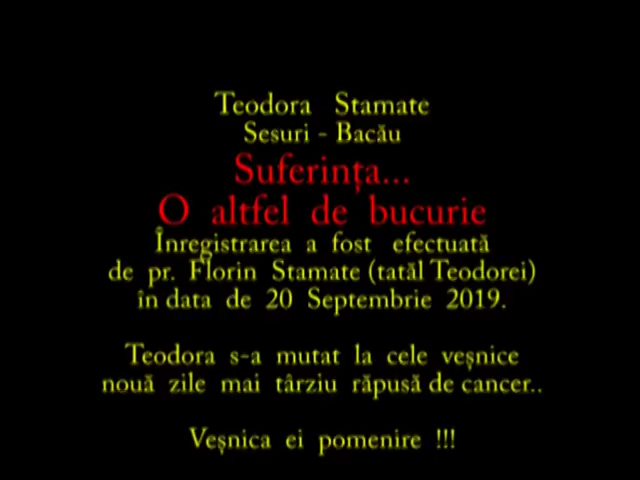 Teodora Stamate
Sesuri - Bacău
Suferința...
O altfel de bucurie
Înregistrarea a fost efectuată
de pr. Florin Stamate (tatăl Teodorei)
în data de 20 Septembrie 2019.
Teodora s-a mutat la cele veșnice
nouă zile mai târziu răpusă de cancer..
Veșnica ei pomenire !!!